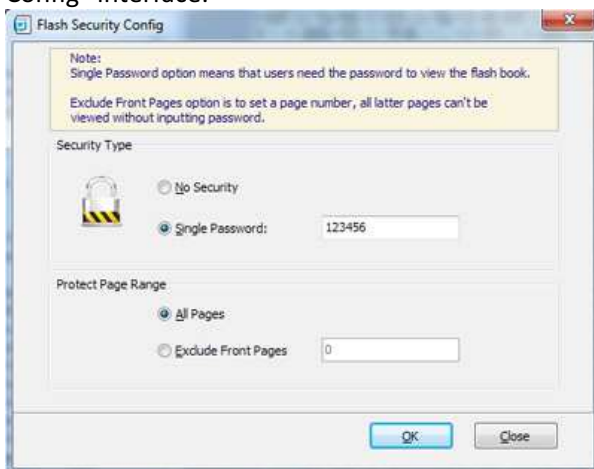 Config" interface.
Flash Security Config
Note:
Single Password option means that users need the password to view the flash book.
Exclude Front Pages option is to set a page number, all latter pages can't be
viewed without inputting password.
Security Type
No Security
Single Password:
123456
Protect Page Range
All Pages
Exclude Front Pages
0
OK
Close